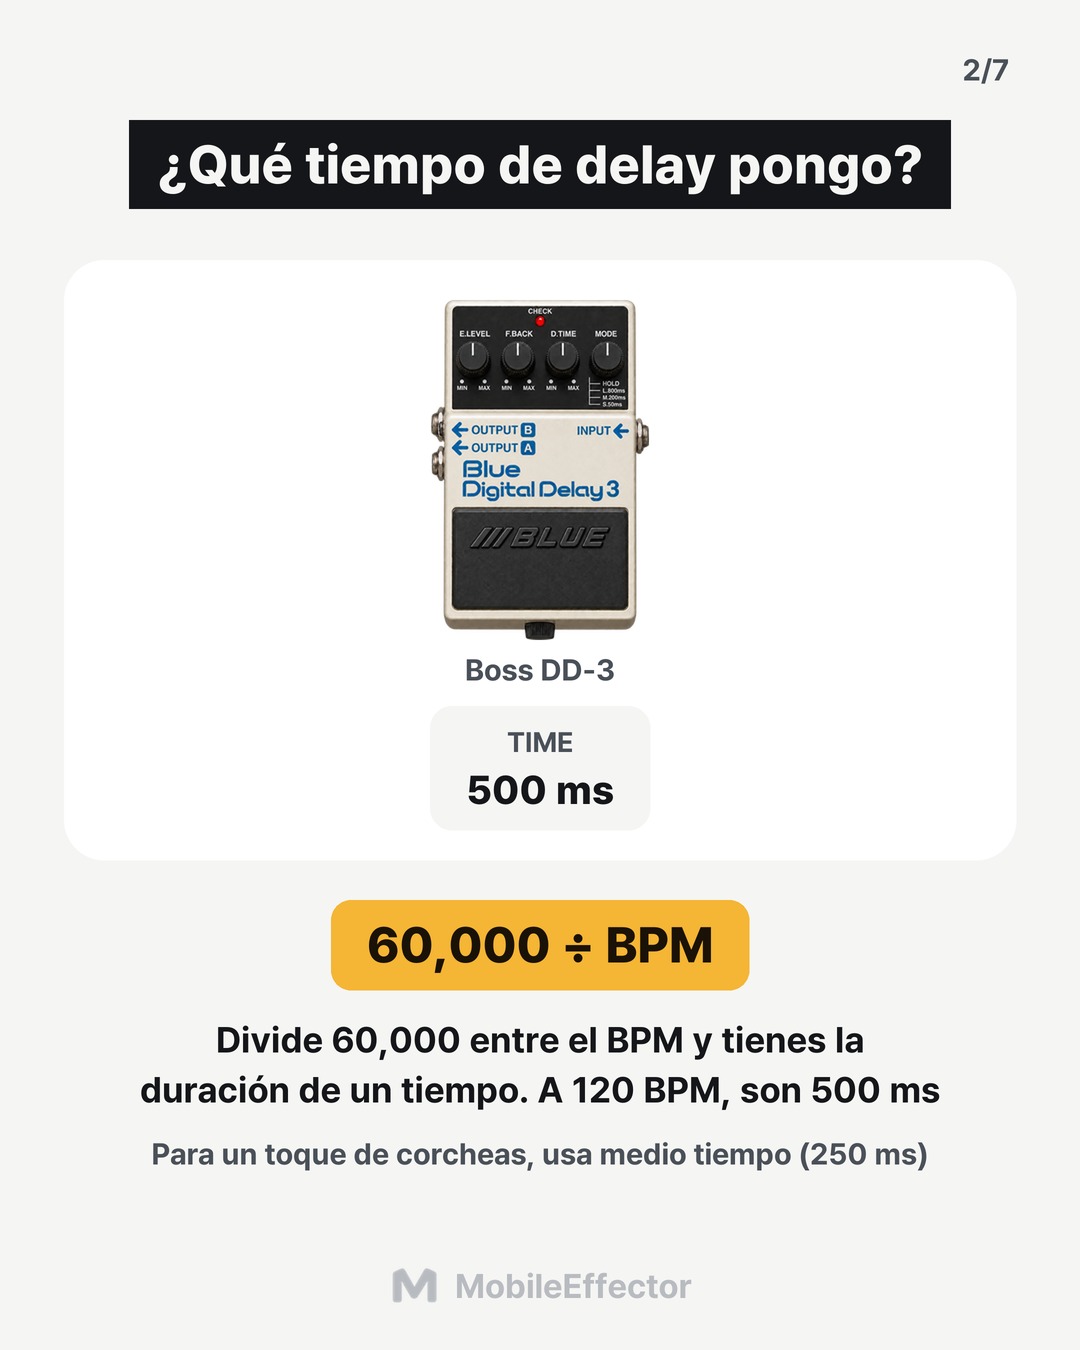 2/7
¿Qué tiempo de delay pongo?
CHECK
E.LEVEL F.BACK D.TIME MODE
MIN MAX MIN MAX MIN MAX
HOLD
L.800ms
M.200ms
S.50ms
OUTPUT B
INPUT
OUTPUT A
Blue
Digital Delay 3
BLUE
Boss DD-3
TIME
500 ms
60,000 ÷ BPM
Divide 60,000 entre el BPM y tienes la
duración de un tiempo. A 120 BPM, son 500 ms
Para un toque de corcheas, usa medio tiempo (250 ms)
MobileEffector